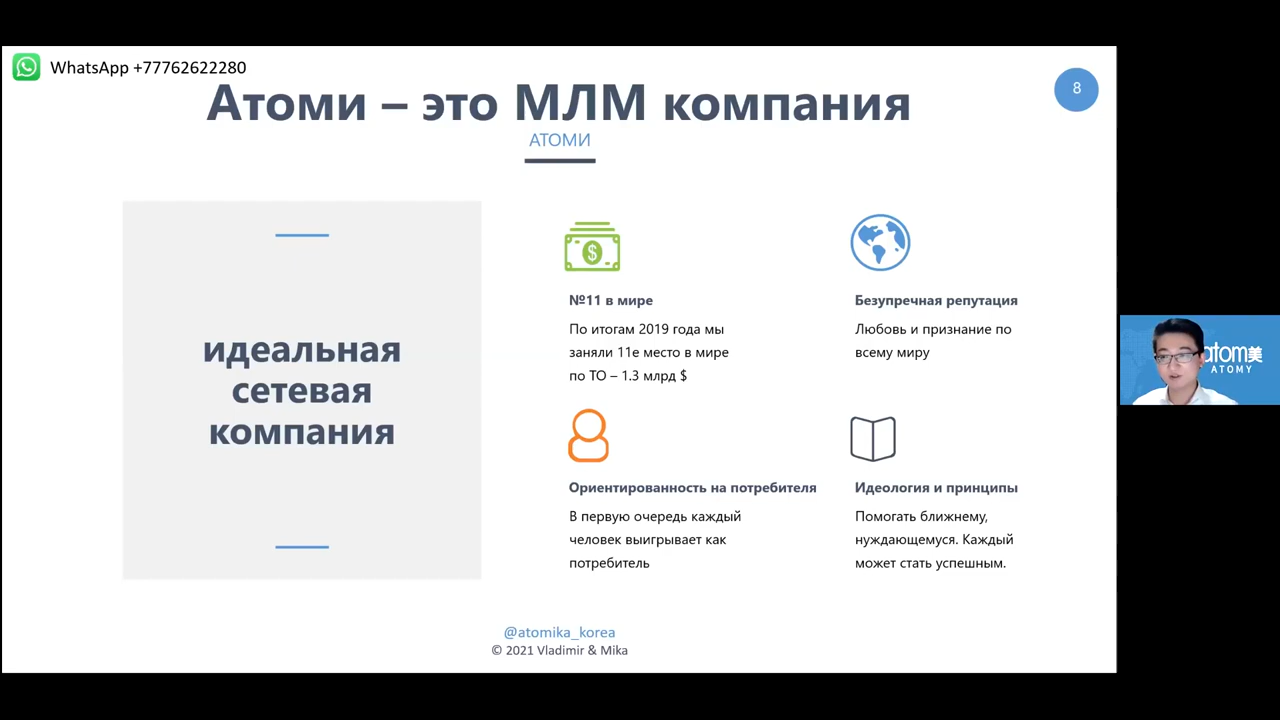 WhatsApp +77762622280
Атоми – это МЛМ компания
8
АТОМИ
идеальная
сетевая
компания
$
№11 в мире
По итогам 2019 года мы
заняли 11е место в мире
по ТО – 1.3 млрд $
Безупречная репутация
Любовь и признание по
всему миру
Ориентированность на потребителя
В первую очередь каждый
человек выигрывает как
потребитель
Идеология и принципы
Помогать ближнему,
нуждающемуся. Каждый
может стать успешным.
@atomika_korea
© 2021 Vladimir & Mika
atom美
ATOMY